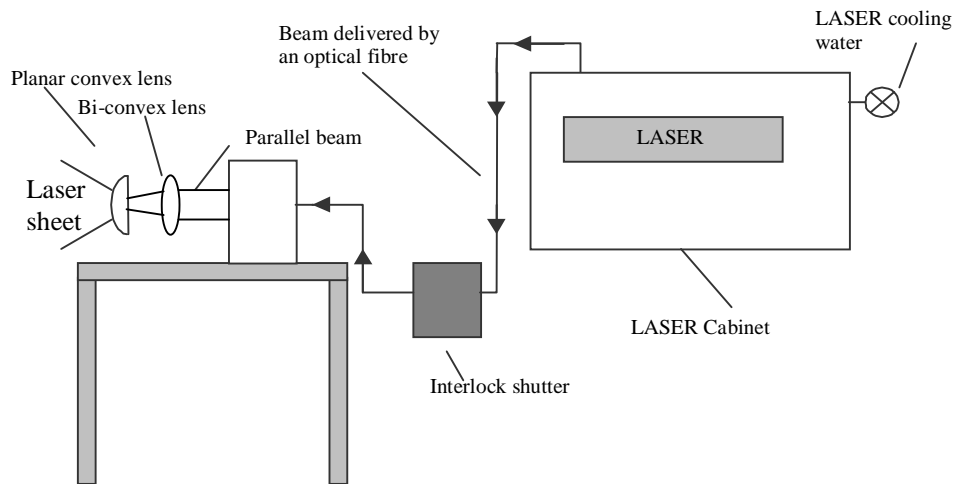 LASER cooling
water
Beam delivered by
an optical fibre
Planar convex lens
Bi-convex lens
Parallel beam
LASER
Laser
sheet
LASER Cabinet
Interlock shutter